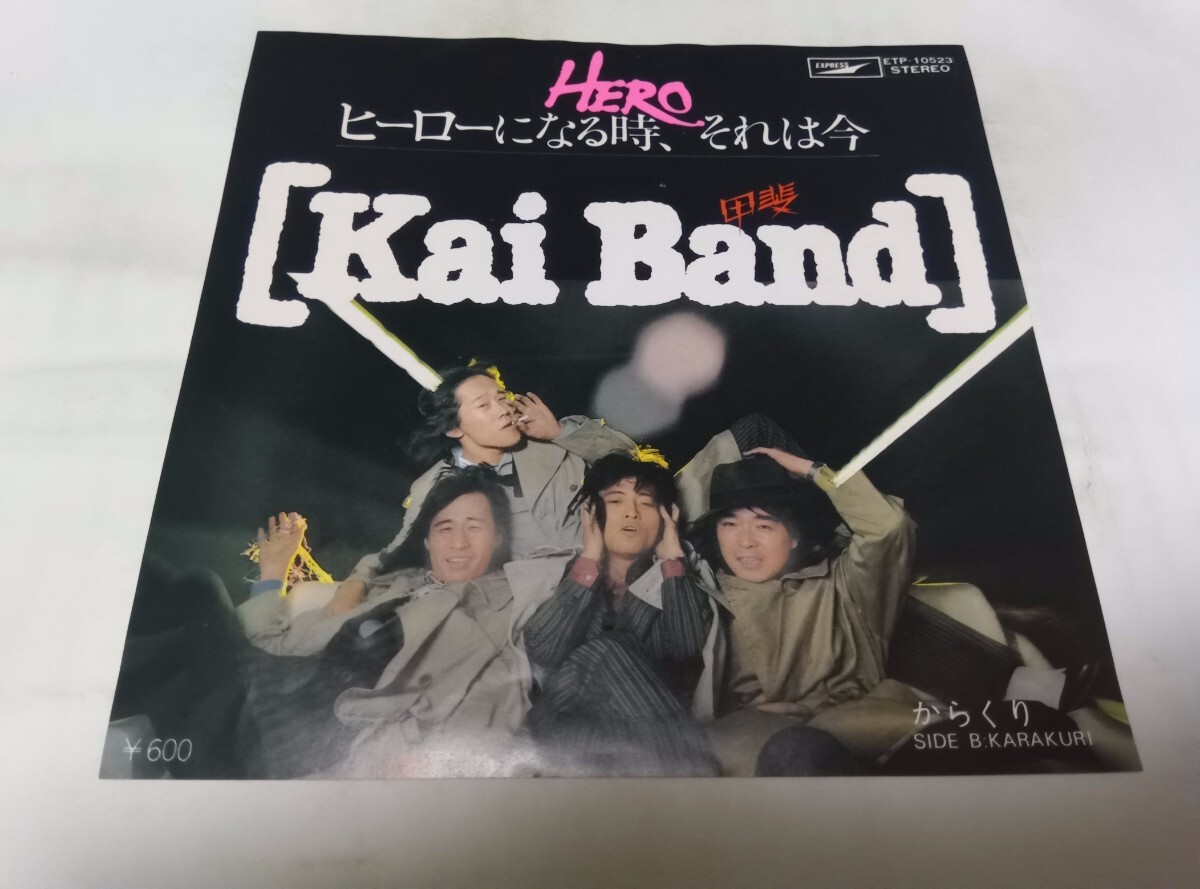 EXPRESS
ETP-10523
STEREO
HERO
ヒーローになる時、それは今
[Kai Band]
甲斐
からくり
SIDE B:KARAKURI
¥600